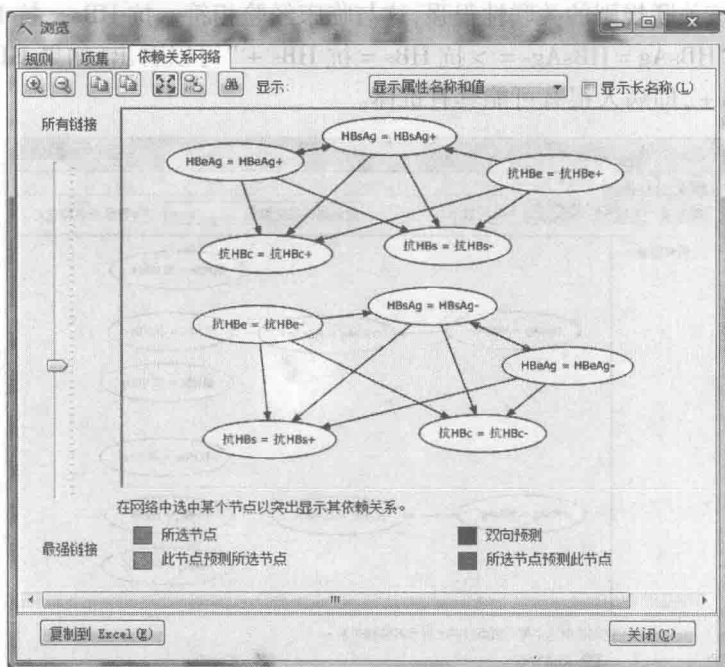 浏览
规则 项集 依赖关系网络
显示: 显示属性名称和值 显示长名称(L)
所有链接
HBsAg = HBsAg+
HBeAg = HBeAg+
抗HBe = 抗HBe+
抗HBc = 抗HBc+
抗HBs = 抗HBs-
抗HBe = 抗HBe-
HBsAg = HBsAg-
HBeAg = HBeAg-
抗HBs = 抗HBs+
抗HBc = 抗HBc-
在网络中选中某个节点以突出显示其依赖关系。
最强链接
所选节点 双向预测
此节点预测所选节点 所选节点预测此节点
复制到 Excel(E) 关闭(C)